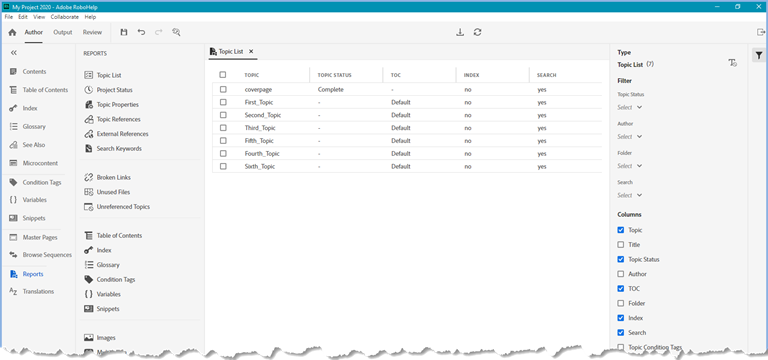 My Project 2020 - Adobe RoboHelp
File Edit View Collaborate Help
Author Output Review
Contents
Table of Contents
Index
Glossary
See Also
Microcontent
Condition Tags
Variables
Snippets
Master Pages
Browse Sequences
Reports
Translations
REPORTS
Topic List
Project Status
Topic Properties
Topic References
External References
Search Keywords
Broken Links
Unused Files
Unreferenced Topics
Table of Contents
Index
Glossary
Condition Tags
Variables
Snippets
Images
Topic List
TOPIC TOPIC STATUS TOC INDEX SEARCH
coverpage Complete - no yes
First_Topic - Default no yes
Second_Topic - Default no yes
Third_Topic - Default no yes
Fifth_Topic - Default no yes
Fourth_Topic - Default no yes
Sixth_Topic - Default no yes
Type
Topic List (7)
Filter
Topic Status
Select
Author
Select
Folder
Select
Search
Select
Columns
Topic
Title
Topic Status
Author
TOC
Folder
Index
Search
Topic Condition Tags